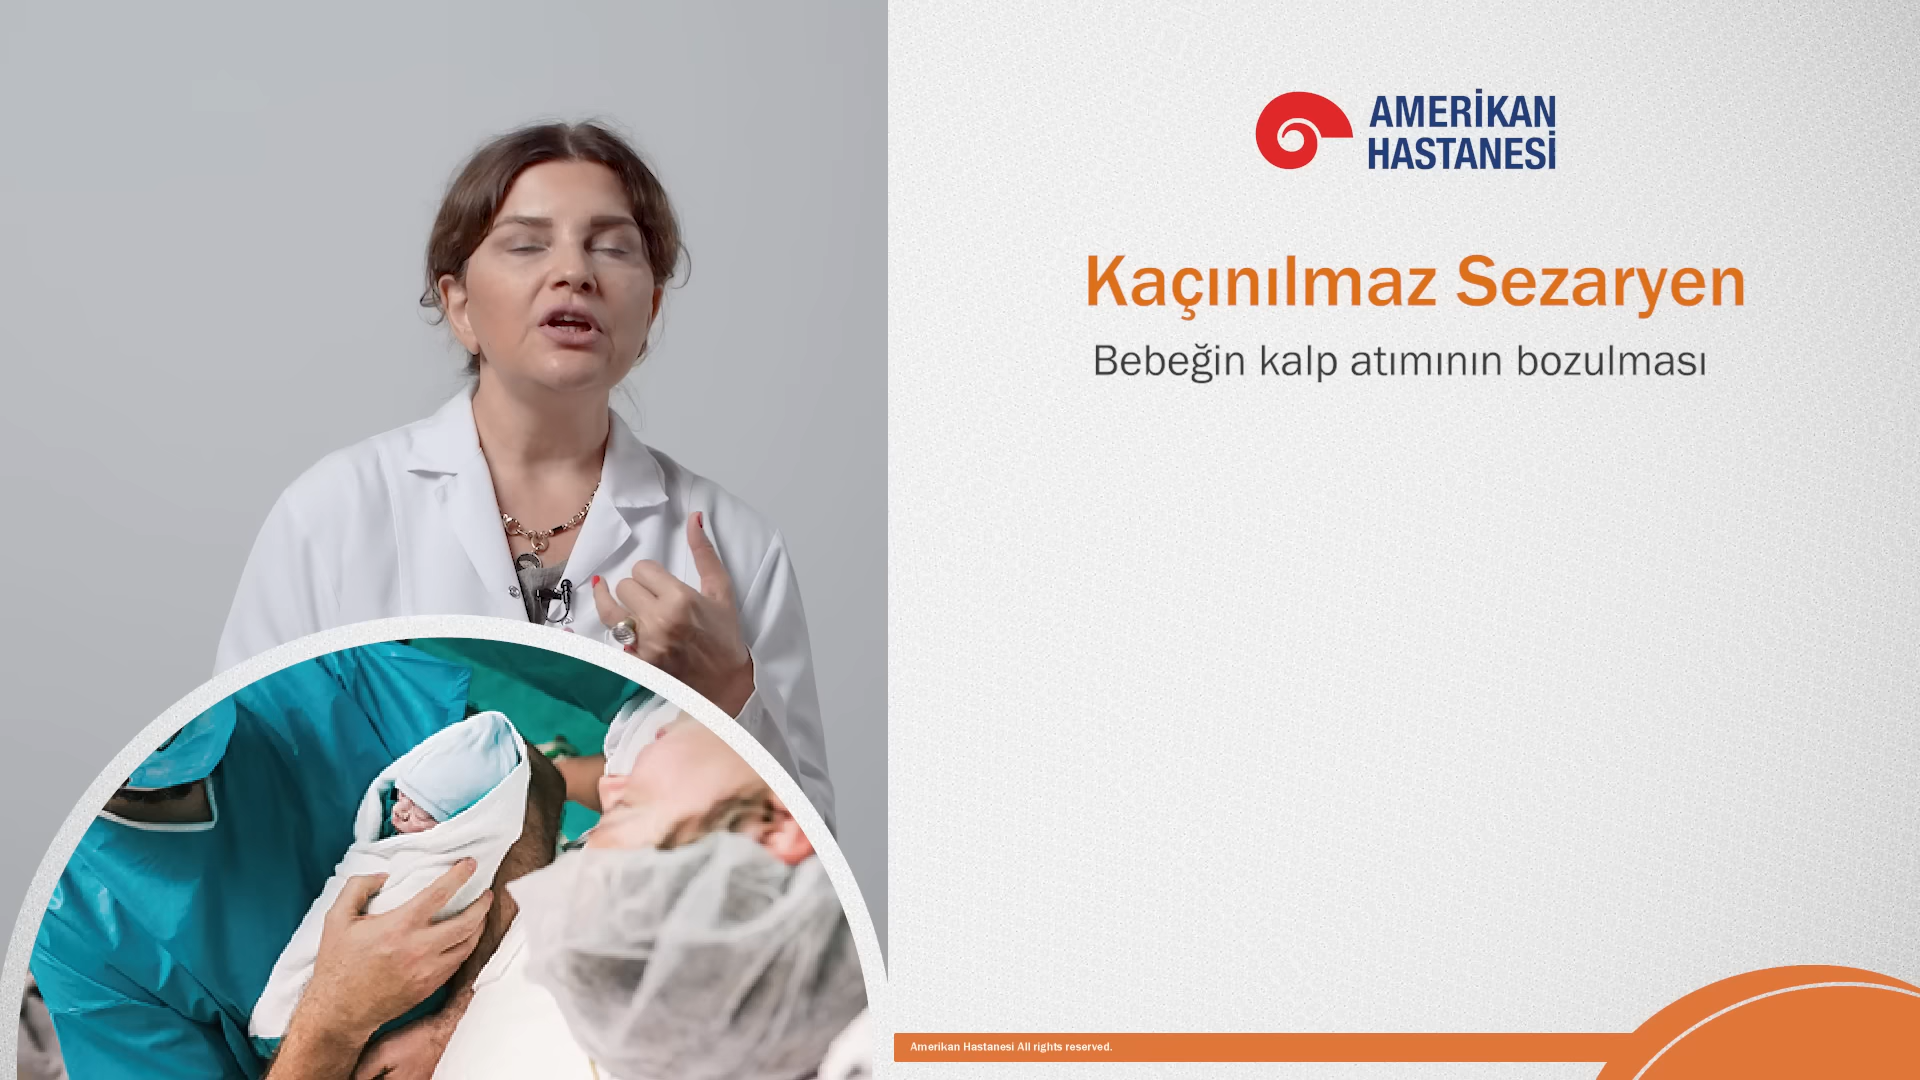 AMERİKAN
HASTANESİ
Kaçınılmaz Sezaryen
Bebeğin kalp atımının bozulması
Amerikan Hastanesi All rights reserved.